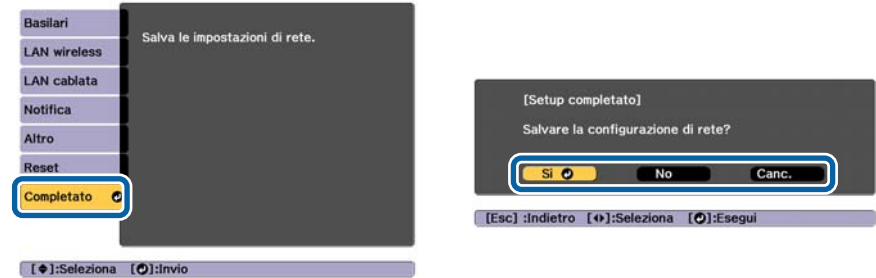 Basilari
LAN wireless
LAN cablata
Notifica
Altro
Reset
Completato
Salva le impostazioni di rete.
[◆]:Seleziona [↵]:Invio
[Setup completato]
Salvare la configurazione di rete?
Sì No Canc.
[Esc] :Indietro [◀▶]:Seleziona [↵]:Esegui